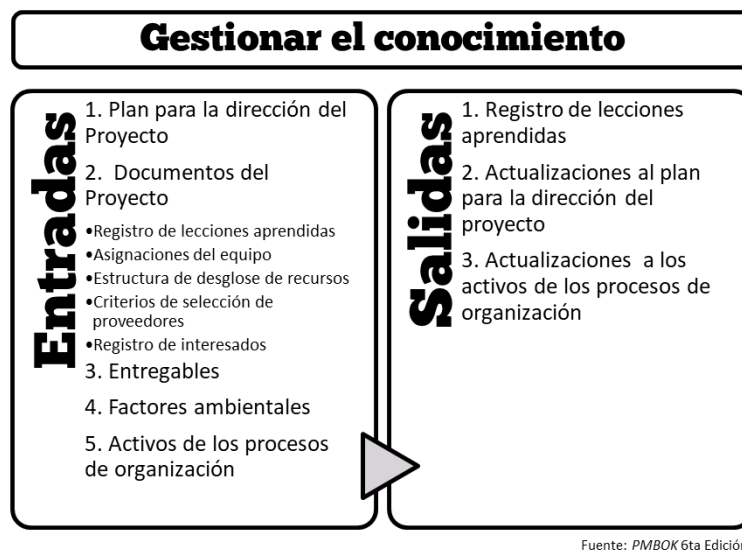 Gestionar el conocimiento
Entradas
1. Plan para la dirección del
Proyecto
2. Documentos del
Proyecto
•Registro de lecciones aprendidas
•Asignaciones del equipo
•Estructura de desglose de recursos
•Criterios de selección de
proveedores
•Registro de interesados
3. Entregables
4. Factores ambientales
5. Activos de los procesos
de organización
Salidas
1. Registro de lecciones
aprendidas
2. Actualizaciones al plan
para la dirección del
proyecto
3. Actualizaciones a los
activos de los procesos de
organización
Fuente: PMBOK 6ta Edición